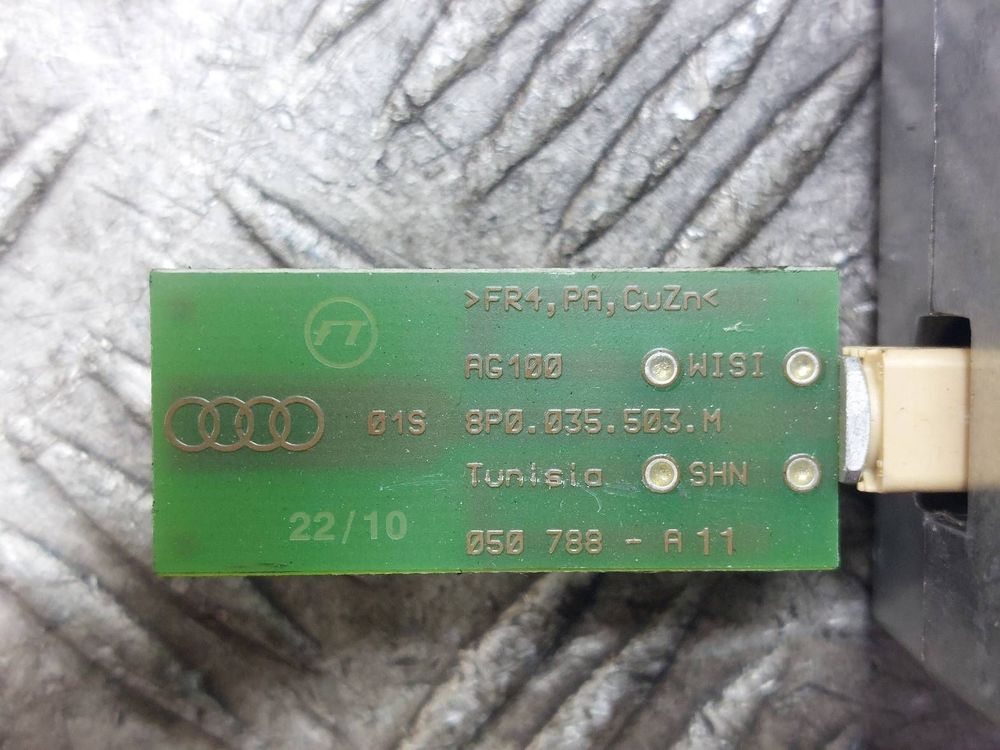 >FR4,PA,CuZn<
AG100 WISI
01S 8P0.035.503.M
Tunisia SHN
22/10
050 788 - A 11